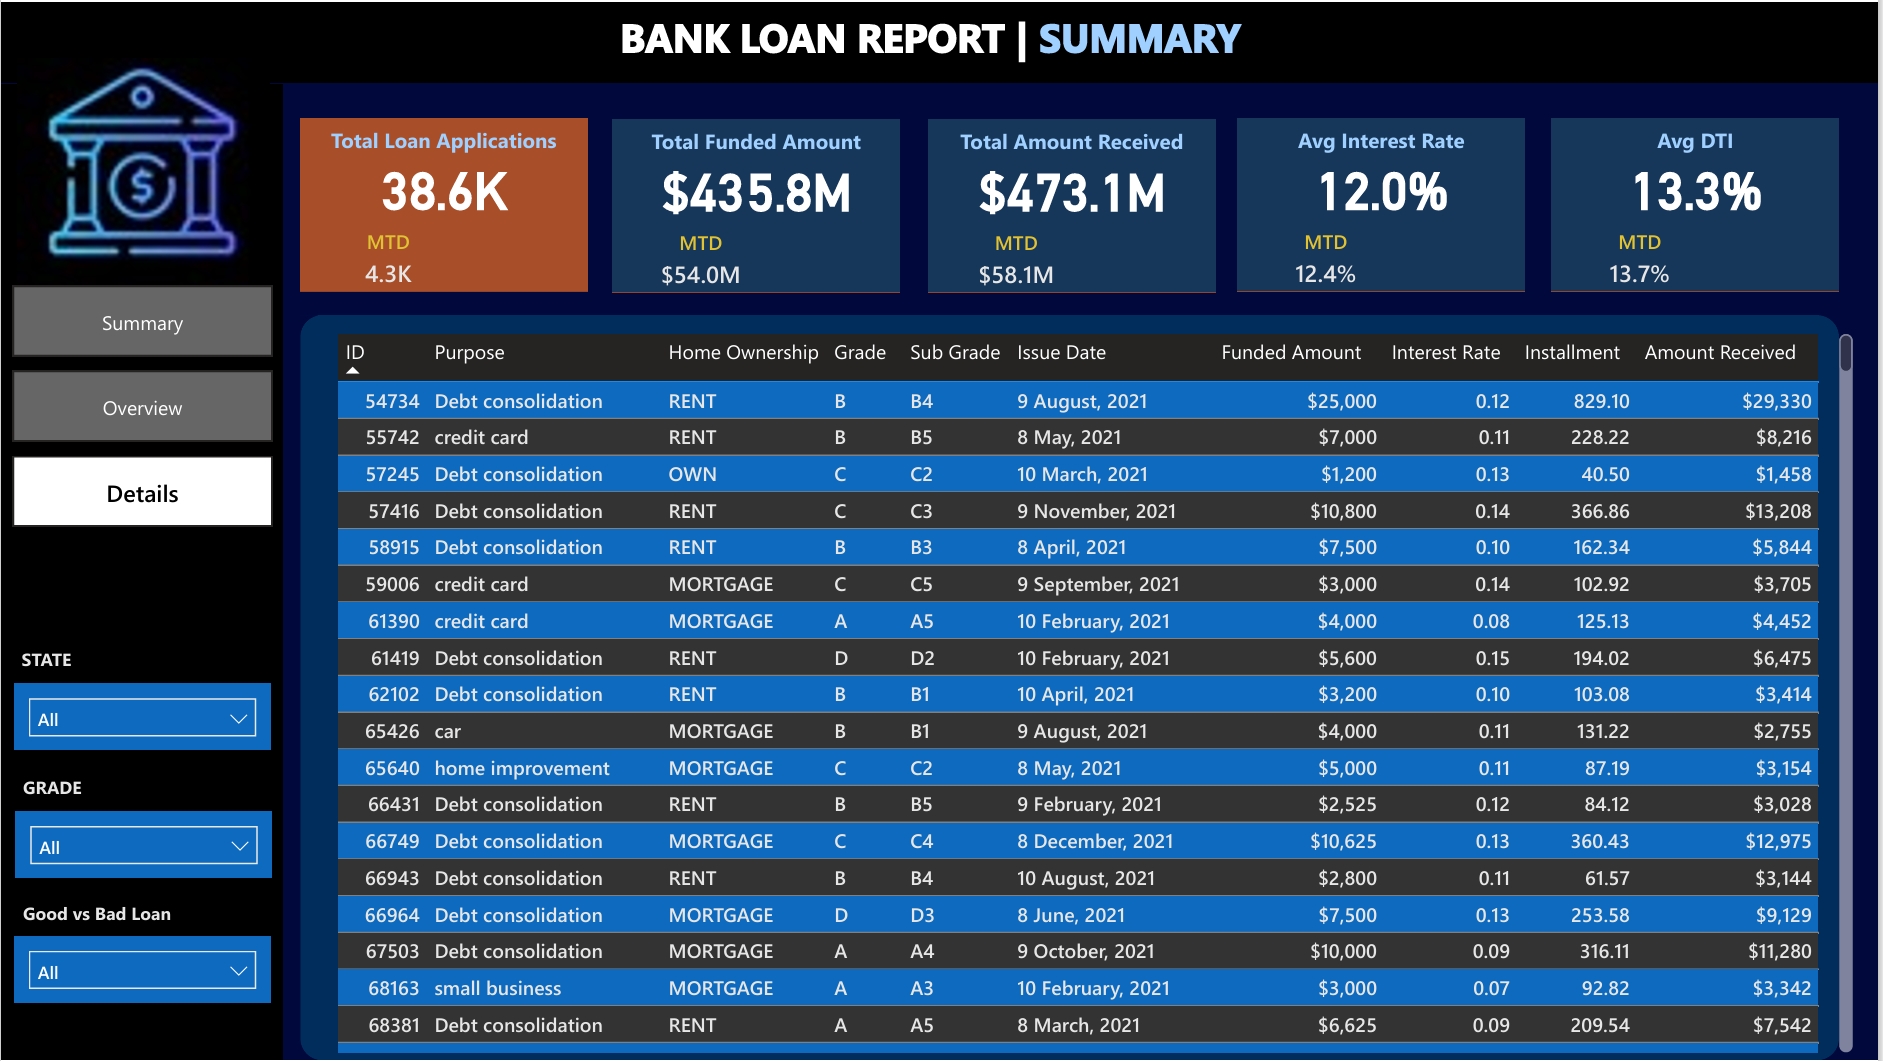 BANK LOAN REPORT | SUMMARY
Total Loan Applications
38.6K
MTD
4.3K
Total Funded Amount
$435.8M
MTD
$54.0M
Total Amount Received
$473.1M
MTD
$58.1M
Avg Interest Rate
12.0%
MTD
12.4%
Avg DTI
13.3%
MTD
13.7%
Summary
Overview
Details
STATE
All
GRADE
All
Good vs Bad Loan
All
ID Purpose Home Ownership Grade Sub Grade Issue Date Funded Amount Interest Rate Installment Amount Received
54734 Debt consolidation RENT B B4 9 August, 2021 $25,000 0.12 829.10 $29,330
55742 credit card RENT B B5 8 May, 2021 $7,000 0.11 228.22 $8,216
57245 Debt consolidation OWN C C2 10 March, 2021 $1,200 0.13 40.50 $1,458
57416 Debt consolidation RENT C C3 9 November, 2021 $10,800 0.14 366.86 $13,208
58915 Debt consolidation RENT B B3 8 April, 2021 $7,500 0.10 162.34 $5,844
59006 credit card MORTGAGE C C5 9 September, 2021 $3,000 0.14 102.92 $3,705
61390 credit card MORTGAGE A A5 10 February, 2021 $4,000 0.08 125.13 $4,452
61419 Debt consolidation RENT D D2 10 February, 2021 $5,600 0.15 194.02 $6,475
62102 Debt consolidation RENT B B1 10 April, 2021 $3,200 0.10 103.08 $3,414
65426 car MORTGAGE B B1 9 August, 2021 $4,000 0.11 131.22 $2,755
65640 home improvement MORTGAGE C C2 8 May, 2021 $5,000 0.11 87.19 $3,154
66431 Debt consolidation RENT B B5 9 February, 2021 $2,525 0.12 84.12 $3,028
66749 Debt consolidation MORTGAGE C C4 8 December, 2021 $10,625 0.13 360.43 $12,975
66943 Debt consolidation RENT B B4 10 August, 2021 $2,800 0.11 61.57 $3,144
66964 Debt consolidation MORTGAGE D D3 8 June, 2021 $7,500 0.13 253.58 $9,129
67503 Debt consolidation MORTGAGE A A4 9 October, 2021 $10,000 0.09 316.11 $11,280
68163 small business MORTGAGE A A3 10 February, 2021 $3,000 0.07 92.82 $3,342
68381 Debt consolidation RENT A A5 8 March, 2021 $6,625 0.09 209.54 $7,542